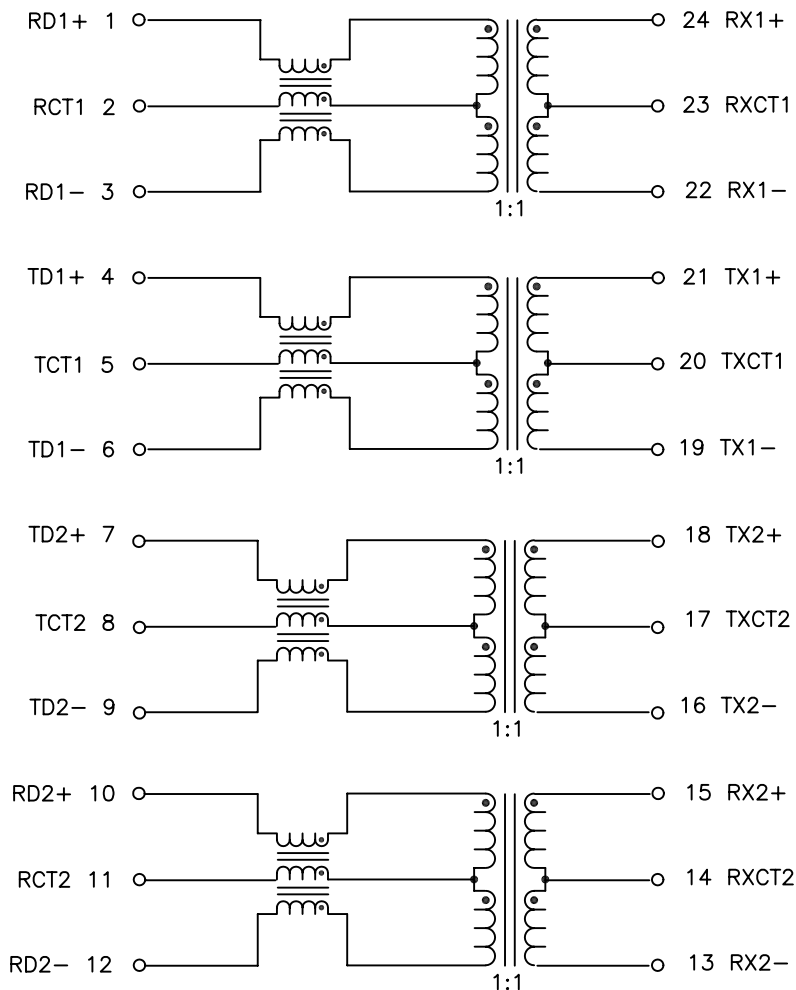 RD1+ 1 24 RX1+
RCT1 2 23 RXCT1
RD1- 3 22 RX1-
1:1
TD1+ 4 21 TX1+
TCT1 5 20 TXCT1
TD1- 6 19 TX1-
1:1
TD2+ 7 18 TX2+
TCT2 8 17 TXCT2
TD2- 9 16 TX2-
1:1
RD2+ 10 15 RX2+
RCT2 11 14 RXCT2
RD2- 12 13 RX2-
1:1